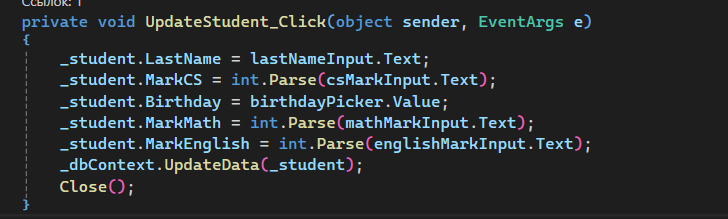 Ссылок: 1
private void UpdateStudent_Click(object sender, EventArgs e)
{
_student.LastName = lastNameInput.Text;
_student.MarkCS = int.Parse(csMarkInput.Text);
_student.Birthday = birthdayPicker.Value;
_student.MarkMath = int.Parse(mathMarkInput.Text);
_student.MarkEnglish = int.Parse(englishMarkInput.Text);
_dbContext.UpdateData(_student);
Close();
}